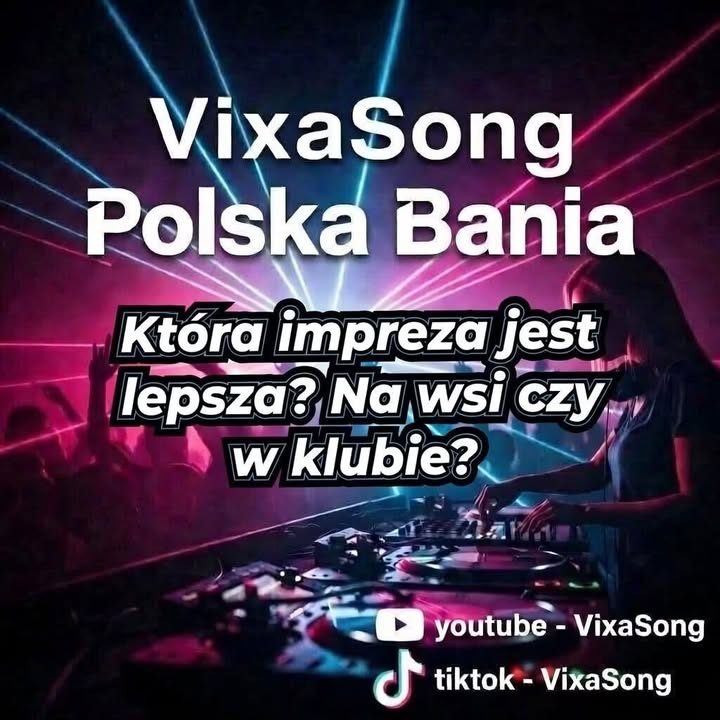 VixaSong
Polska Bania
Która impreza jest
lepsza? Na wsi czy
w klubie?
youtube - VixaSong
tiktok - VixaSong